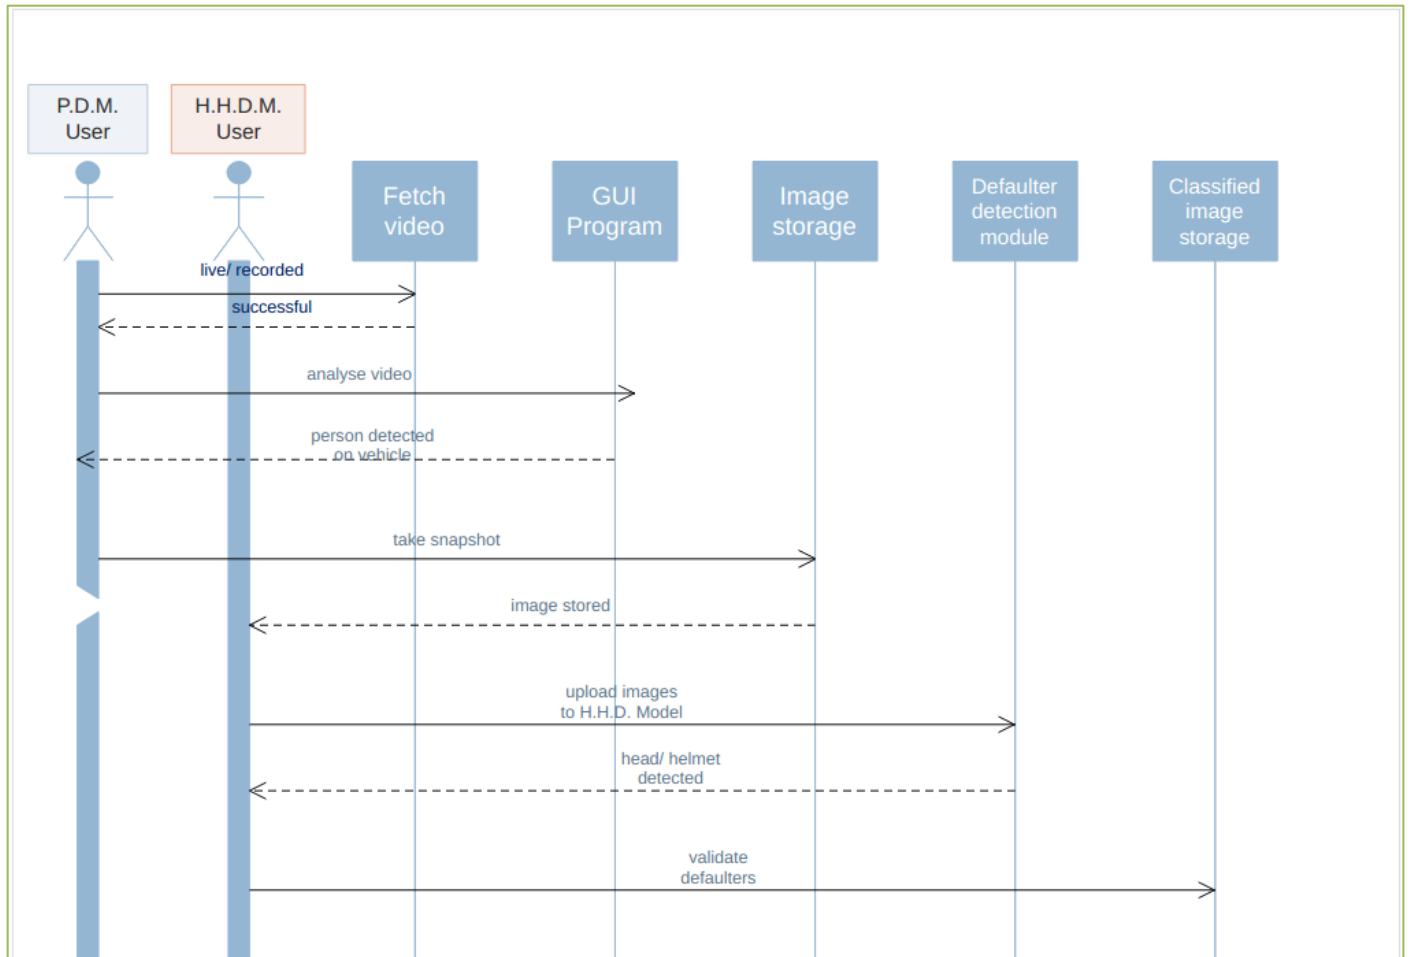 P.D.M.
User
H.H.D.M.
User
Fetch
video
GUI
Program
Image
storage
Defaulter
detection
module
Classified
image
storage
live/ recorded
successful
analyse video
person detected
on vehicle
take snapshot
image stored
upload images
to H.H.D. Model
head/ helmet
detected
validate
defaulters